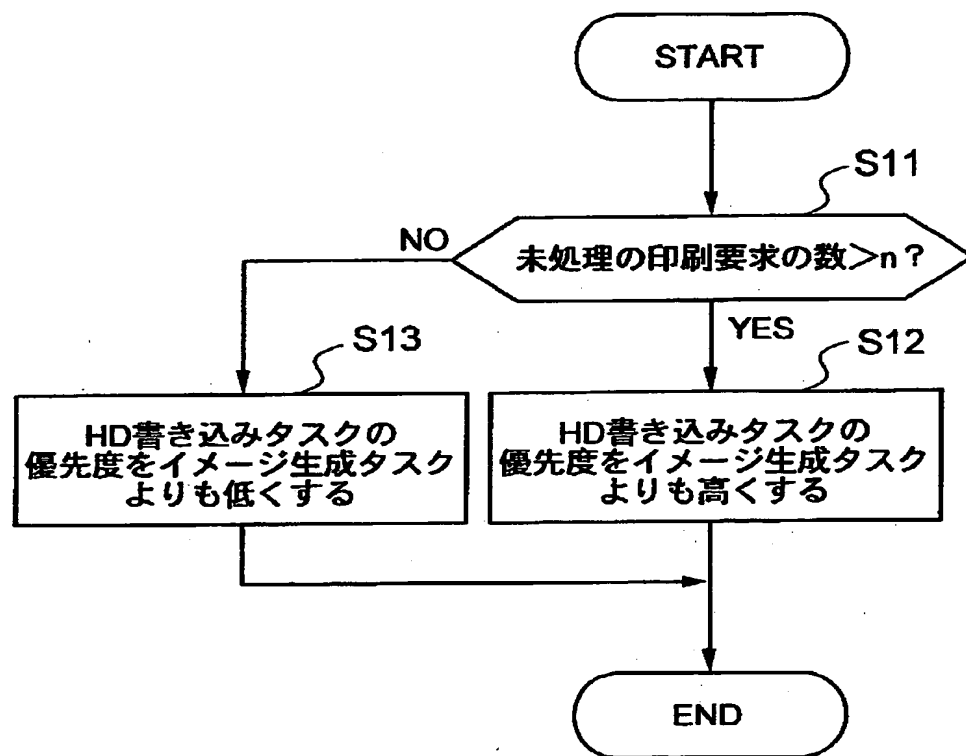 START
S11
未処理の印刷要求の数>n?
NO
YES
S13
S12
HD書き込みタスクの
優先度をイメージ生成タスク
よりも低くする
HD書き込みタスクの
優先度をイメージ生成タスク
よりも高くする
END